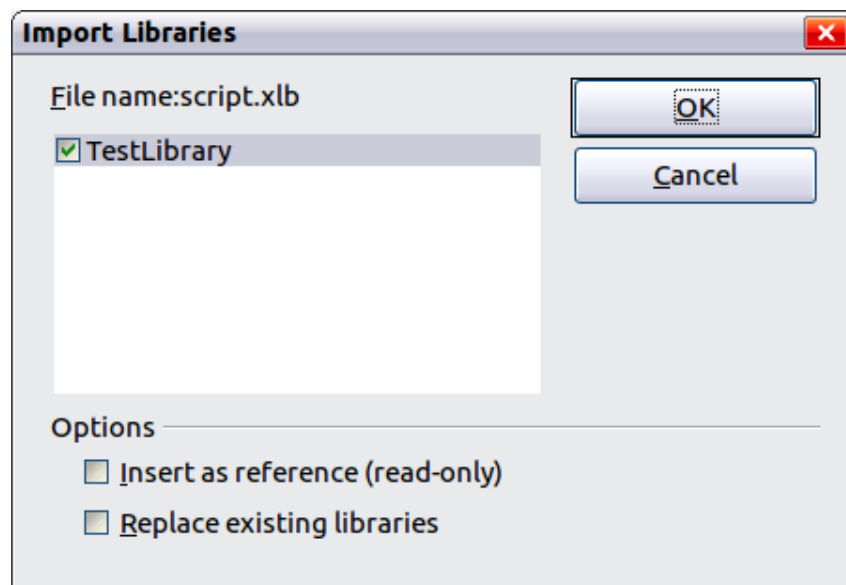 Import Libraries
File name:script.xlb
OK
TestLibrary
Cancel
Options
Insert as reference (read-only)
Replace existing libraries